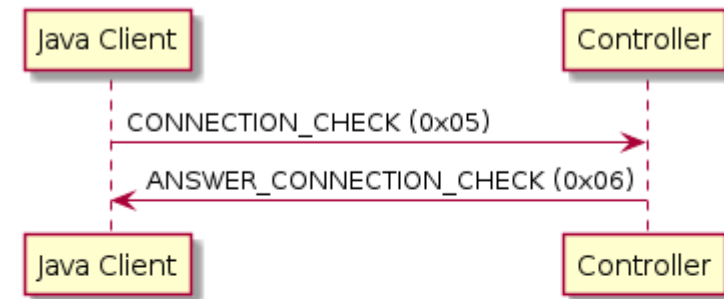 Java Client
Controller
CONNECTION_CHECK (0x05)
ANSWER_CONNECTION_CHECK (0x06)
Java Client
Controller